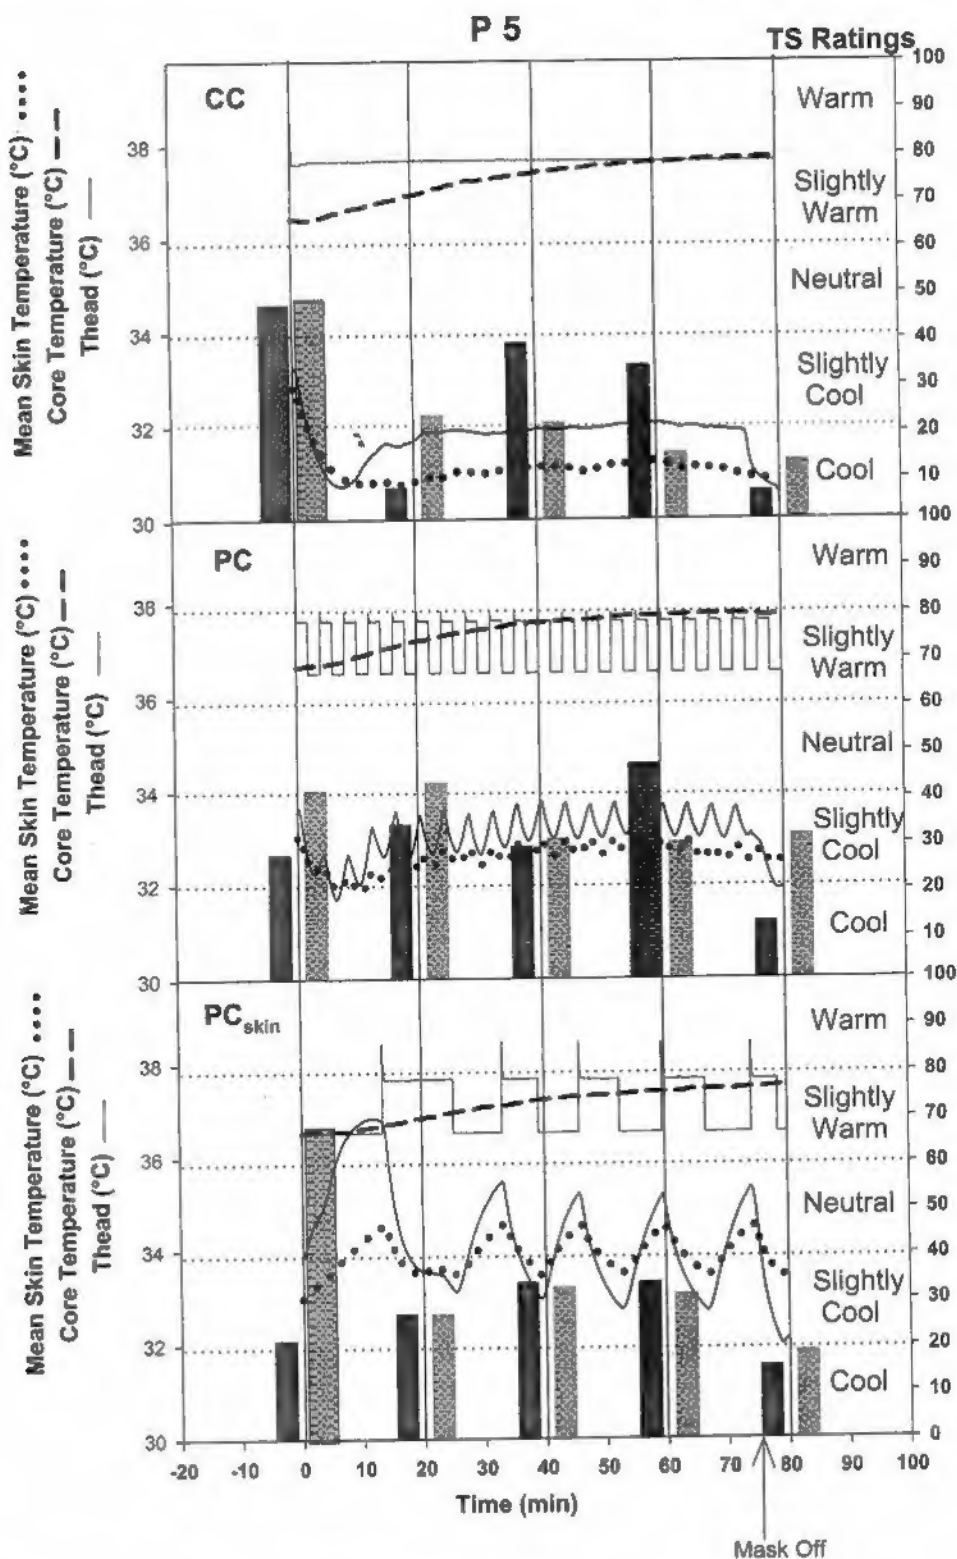 P 5
TS Ratings
Mean Skin Temperature (°C) ••••
Core Temperature (°C) — —
Thead (°C) ——
CC
38
36
34
32
30
Warm
Slightly
Warm
Neutral
Slightly
Cool
Cool
100
90
80
70
60
50
40
30
20
10
100
Mean Skin Temperature (°C) ••••
Core Temperature (°C) — —
Thead (°C) ——
PC
38
36
34
32
30
Warm
Slightly
Warm
Neutral
Slightly
Cool
Cool
90
80
70
60
50
40
30
20
10
100
Mean Skin Temperature (°C) ••••
Core Temperature (°C) — —
Thead (°C) ——
PCskin
38
36
34
32
30
Warm
Slightly
Warm
Neutral
Slightly
Cool
Cool
90
80
70
60
50
40
30
20
10
0
-20 -10 0 10 20 30 40 50 60 70 80 90 100
Time (min)
Mask Off